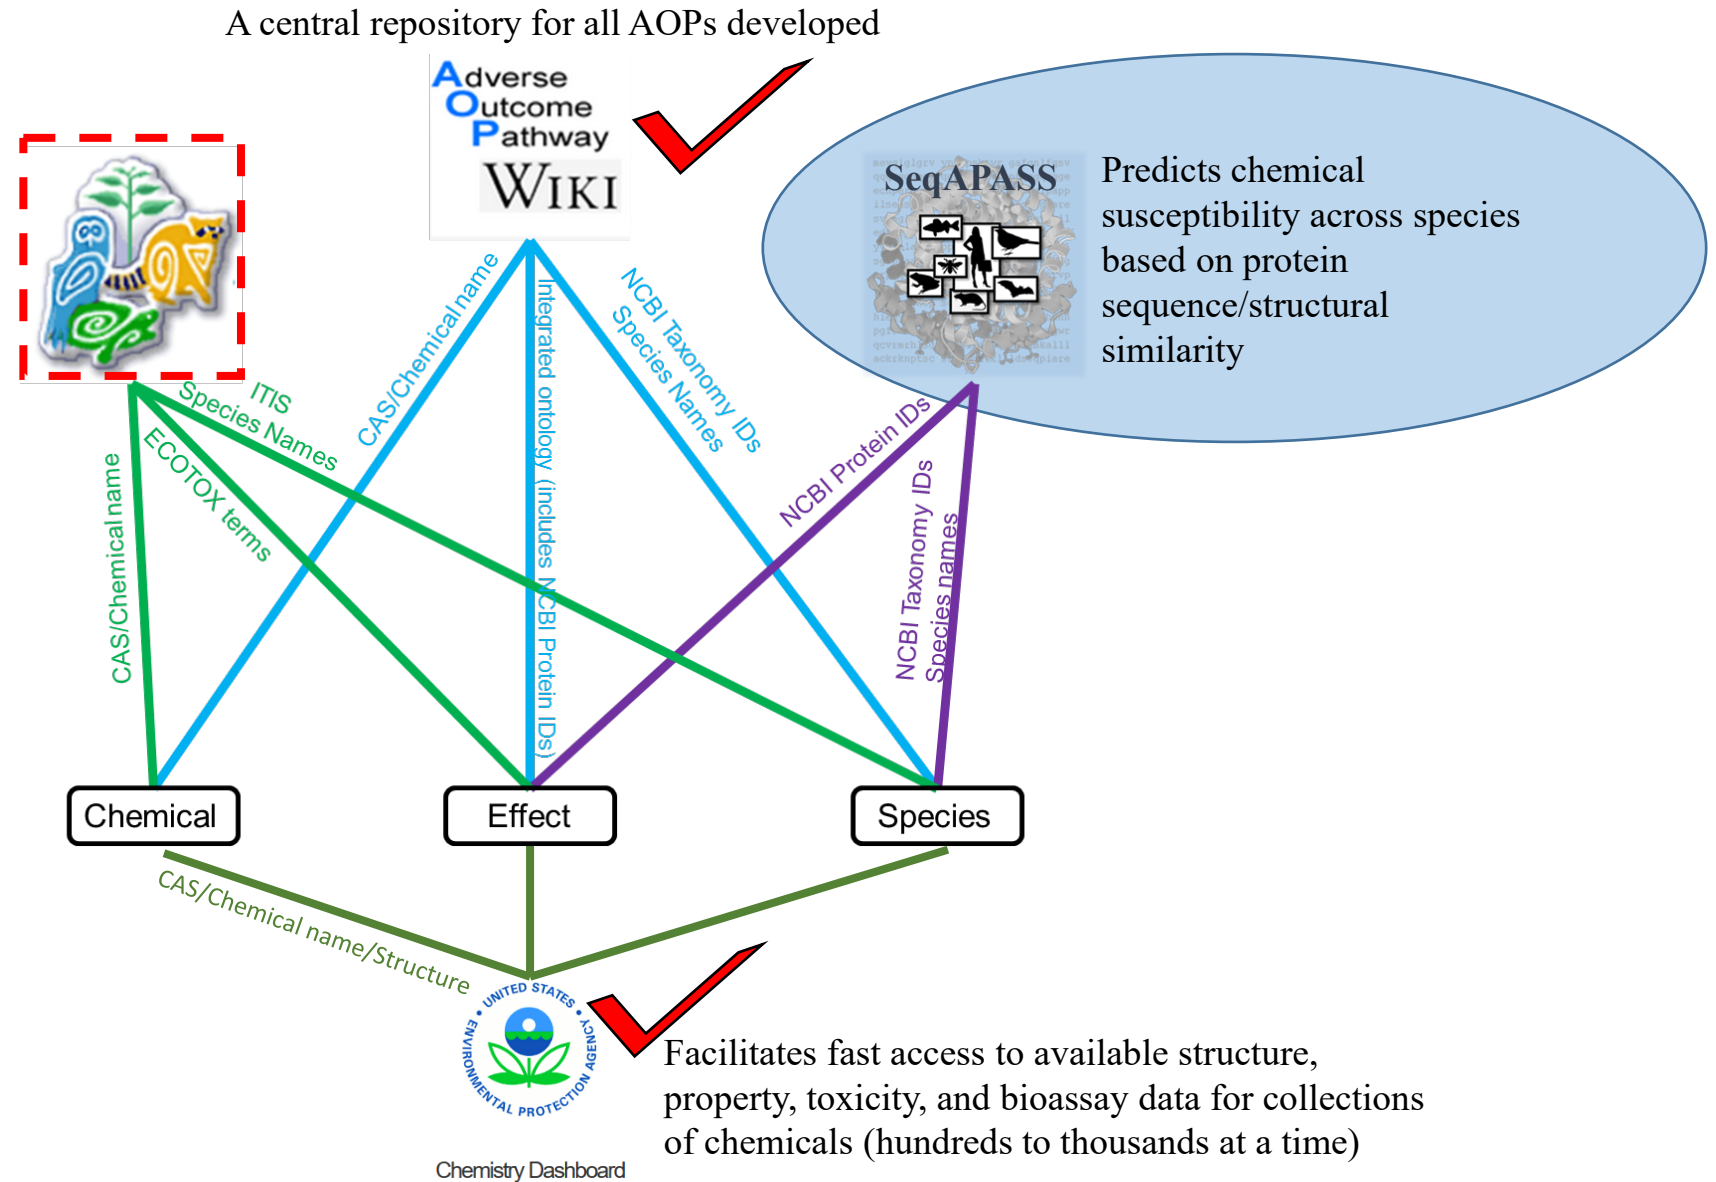 A central repository for all AOPs developed
Adverse
Outcome
Pathway
WIKI
SeqAPASS
Predicts chemical
susceptibility across species
based on protein
sequence/structural
similarity
CAS/Chemical name
Integrated ontology (includes NCBI Protein IDs)
NCBI Taxonomy IDs
Species Names
ITIS
Species Names
ECOTOX terms
CAS/Chemical name
NCBI Protein IDs
NCBI Taxonomy IDs
Species names
Chemical
Effect
Species
CAS/Chemical name/Structure
UNITED STATES
ENVIRONMENTAL PROTECTION AGENCY
Facilitates fast access to available structure,
property, toxicity, and bioassay data for collections
of chemicals (hundreds to thousands at a time)
Chemistry Dashboard